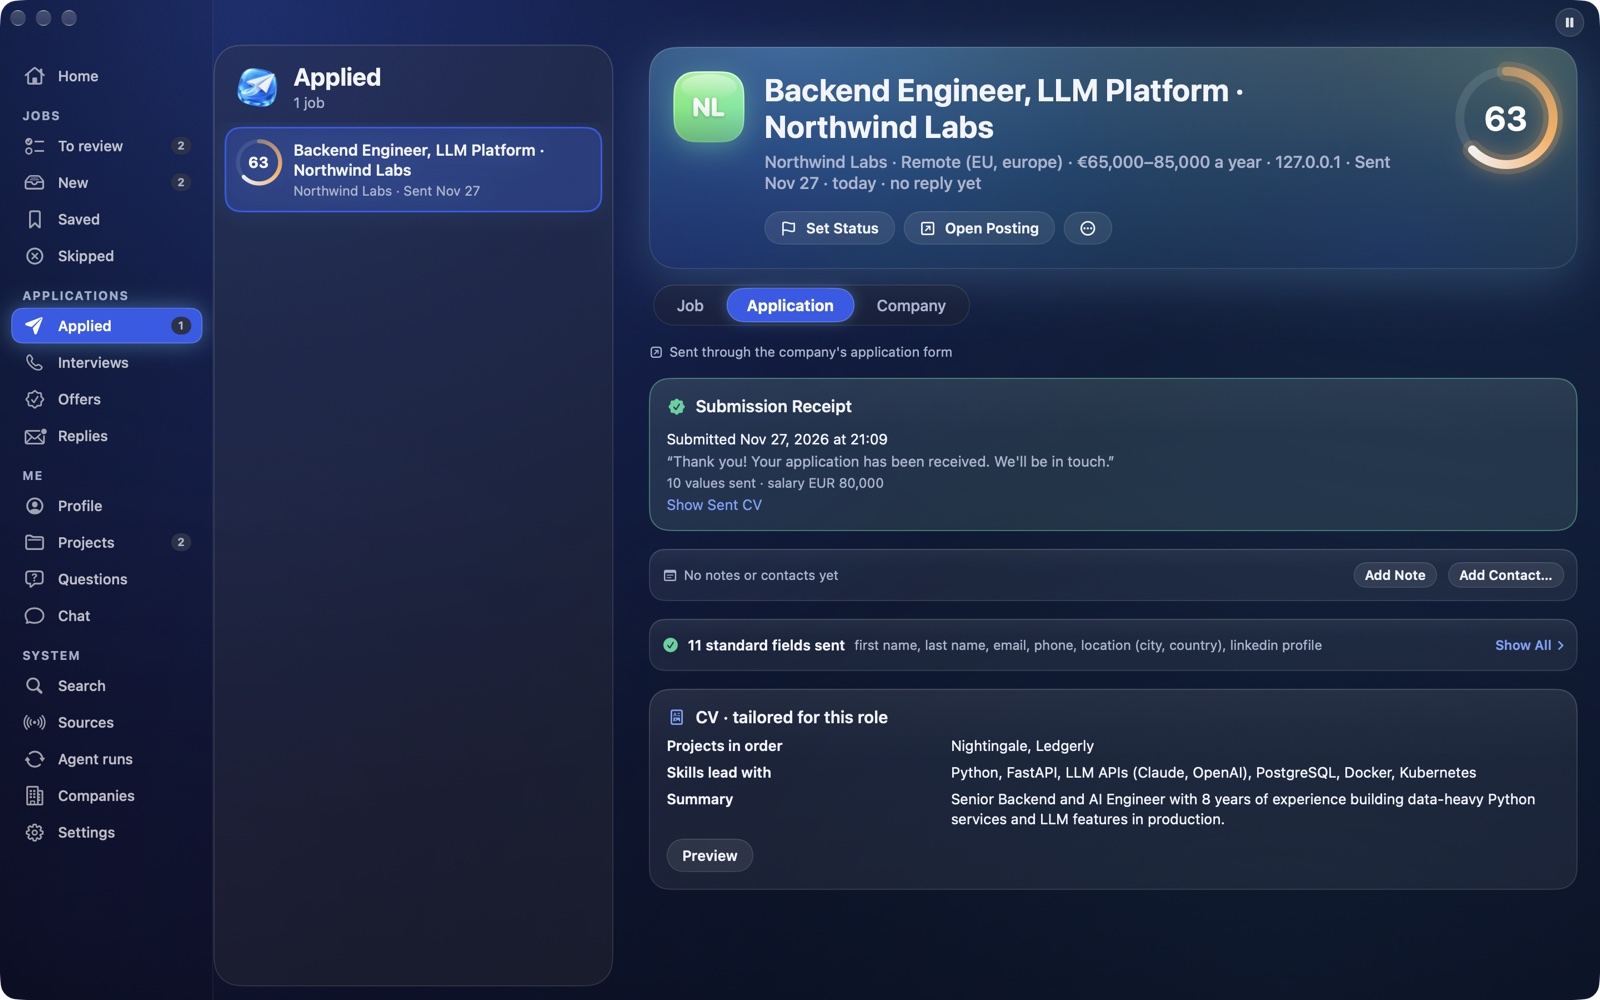 Home
JOBS
To review 2
New 2
Saved
Skipped
APPLICATIONS
Applied 1
Interviews
Offers
Replies
ME
Profile
Projects 2
Questions
Chat
SYSTEM
Search
Sources
Agent runs
Companies
Settings
Applied
1 job
63
Backend Engineer, LLM Platform ·
Northwind Labs
Northwind Labs · Sent Nov 27
NL
Backend Engineer, LLM Platform ·
Northwind Labs
Northwind Labs · Remote (EU, europe) · €65,000–85,000 a year · 127.0.0.1 · Sent
Nov 27 · today · no reply yet
63
Set Status
Open Posting
Job
Application
Company
Sent through the company's application form
Submission Receipt
Submitted Nov 27, 2026 at 21:09
“Thank you! Your application has been received. We'll be in touch.”
10 values sent · salary EUR 80,000
Show Sent CV
No notes or contacts yet
Add Note
Add Contact...
11 standard fields sent first name, last name, email, phone, location (city, country), linkedin profile
Show All
CV · tailored for this role
Projects in order Nightingale, Ledgerly
Skills lead with Python, FastAPI, LLM APIs (Claude, OpenAI), PostgreSQL, Docker, Kubernetes
Summary Senior Backend and AI Engineer with 8 years of experience building data-heavy Python
services and LLM features in production.
Preview